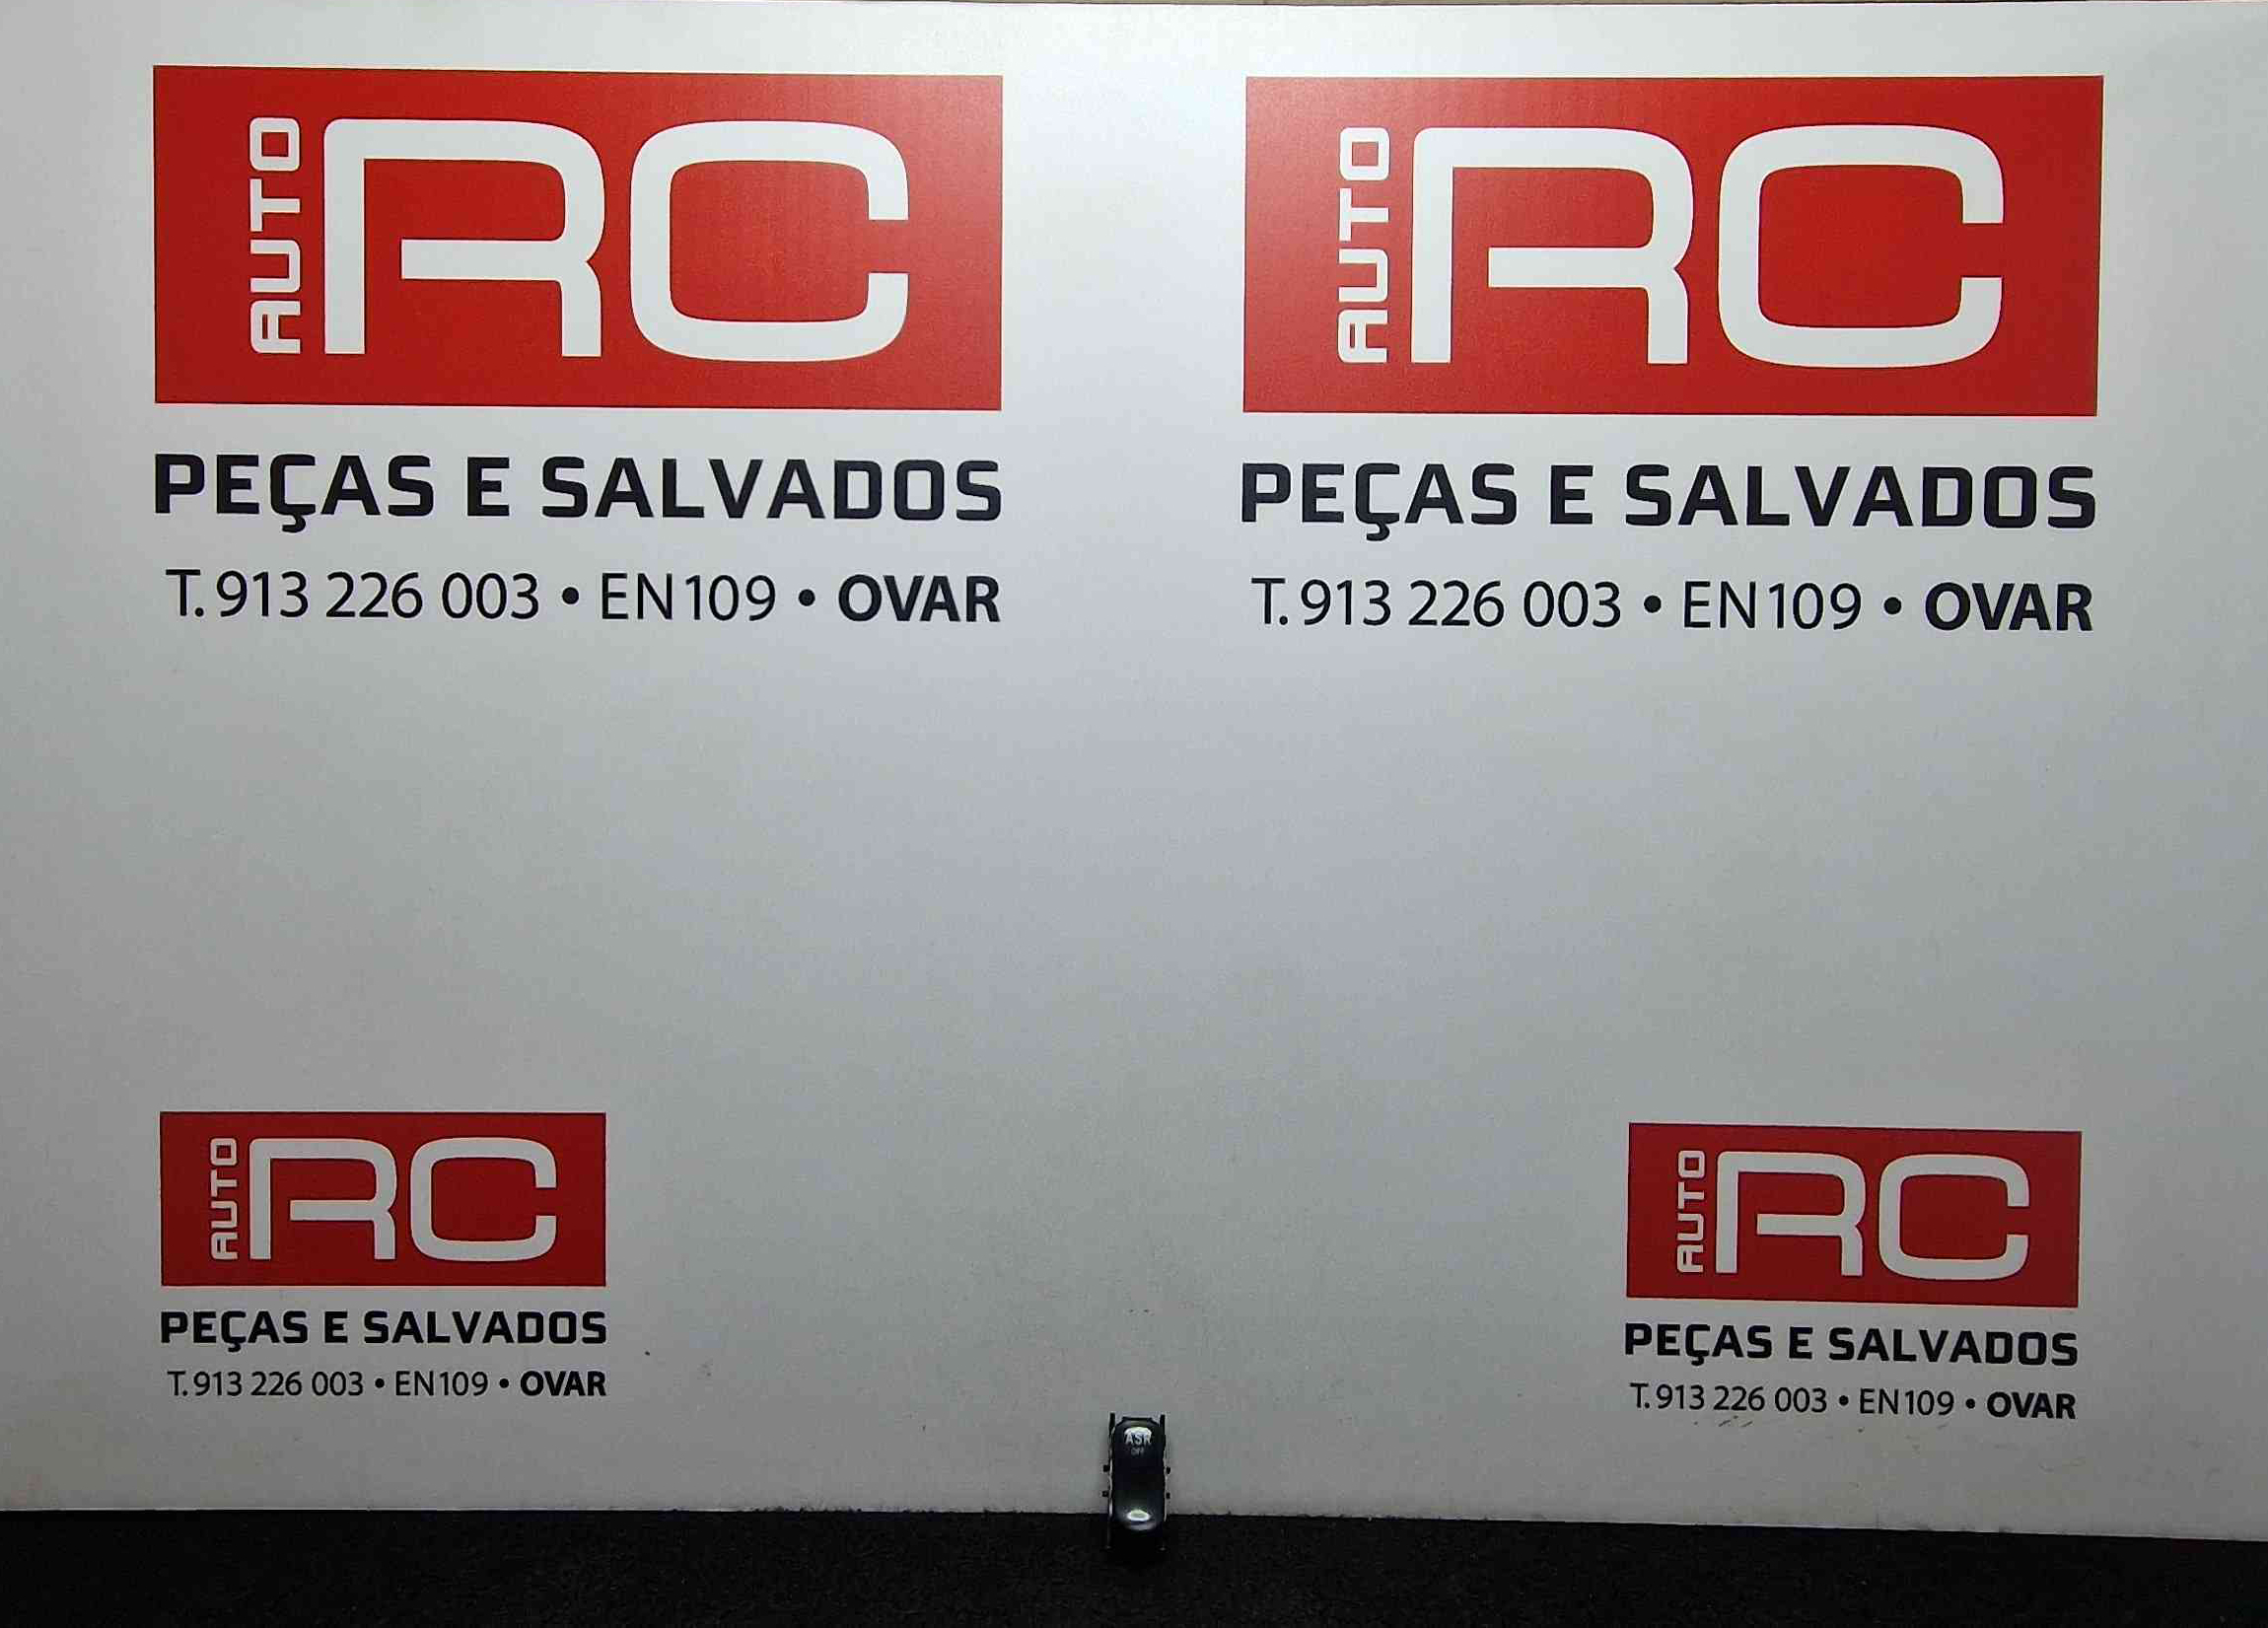 AUTO RC
PEÇAS E SALVADOS
T. 913 226 003 • EN109 • OVAR
AUTO RC
PEÇAS E SALVADOS
T. 913 226 003 • EN109 • OVAR
AUTO RC
PEÇAS E SALVADOS
T. 913 226 003 • EN109 • OVAR
AUTO RC
PEÇAS E SALVADOS
T. 913 226 003 • EN109 • OVAR
ASR
OFF